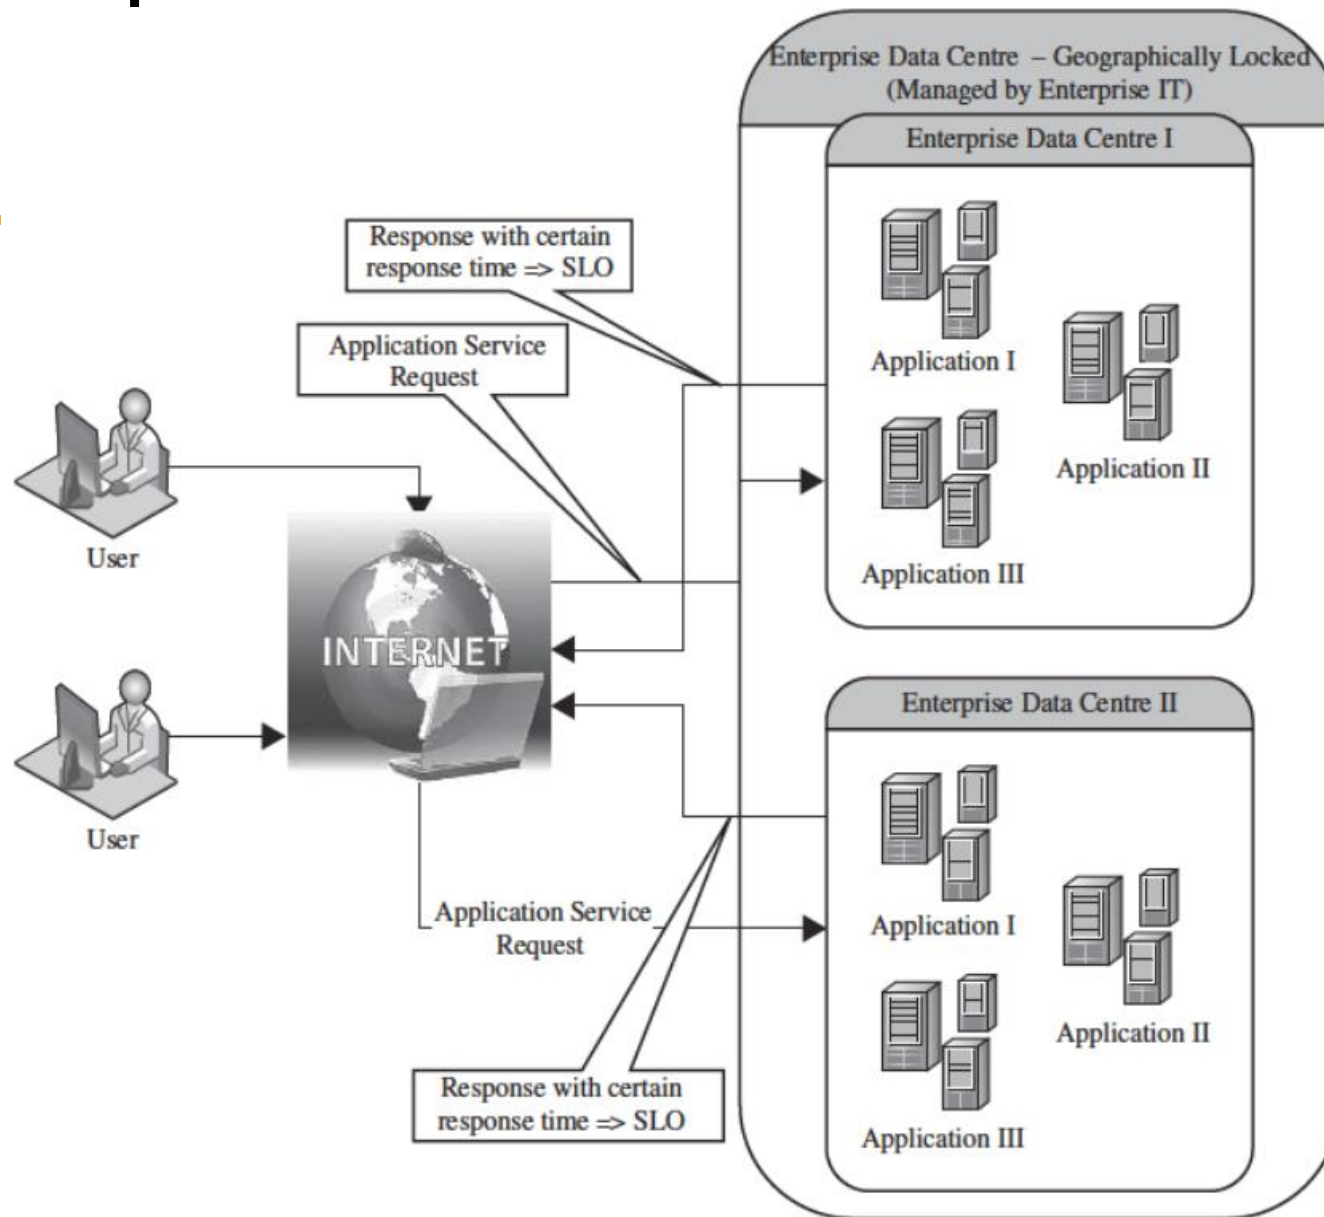 Enterprise Data Centre – Geographically Locked
(Managed by Enterprise IT)
Enterprise Data Centre I
Response with certain
response time => SLO
Application Service
Request
Application I
Application II
Application III
User
INTERNET
User
Enterprise Data Centre II
Application I
Application II
Application III
Application Service
Request
Response with certain
response time => SLO